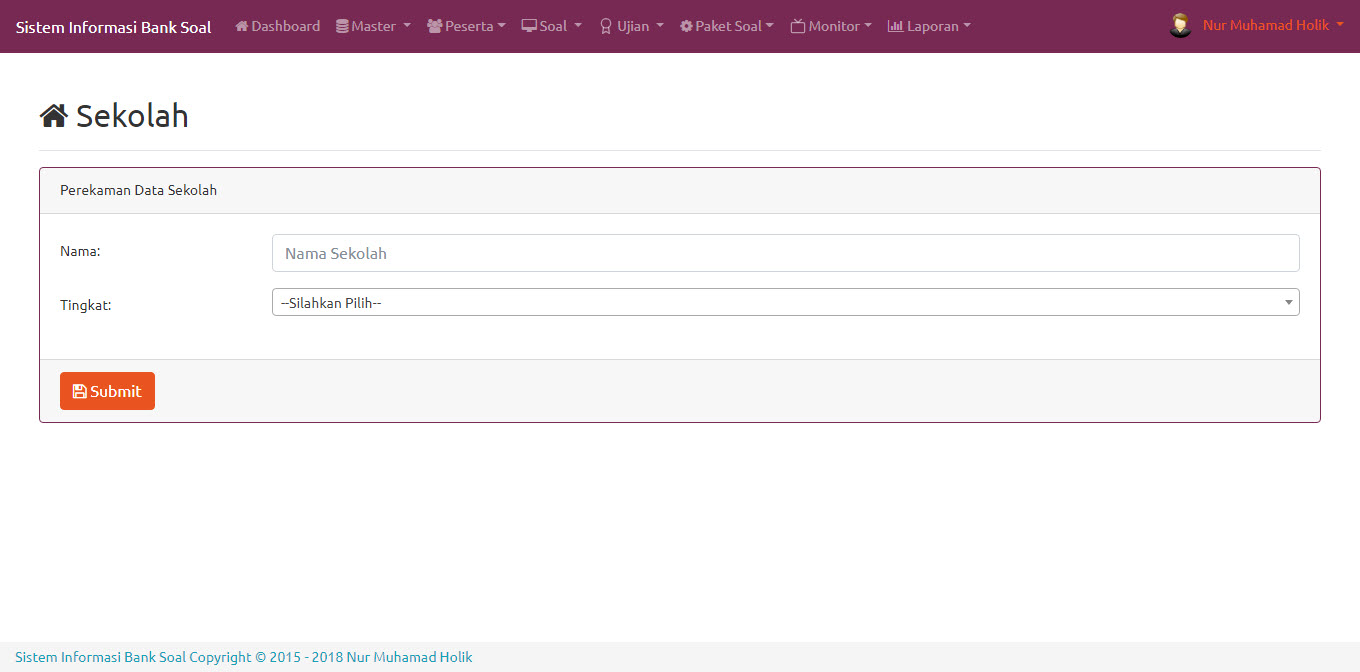 Sistem Informasi Bank Soal Dashboard Master Peserta Soal Ujian Paket Soal Monitor Laporan Nur Muhamad Holik
Sekolah
Perekaman Data Sekolah
Nama: Nama Sekolah
Tingkat: --Silahkan Pilih--
Submit
Sistem Informasi Bank Soal Copyright © 2015 - 2018 Nur Muhamad Holik